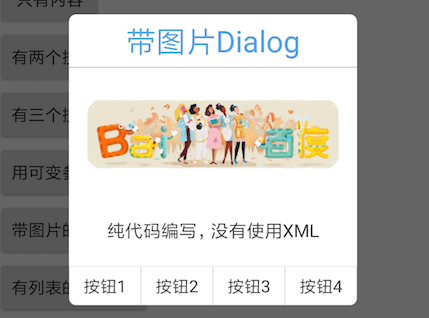 只有内容
带图片Dialog
有两个
Bai 百度
有三个
用可变
纯代码编写，没有使用XML
带图片的
按钮1 按钮2 按钮3 按钮4
有列表的